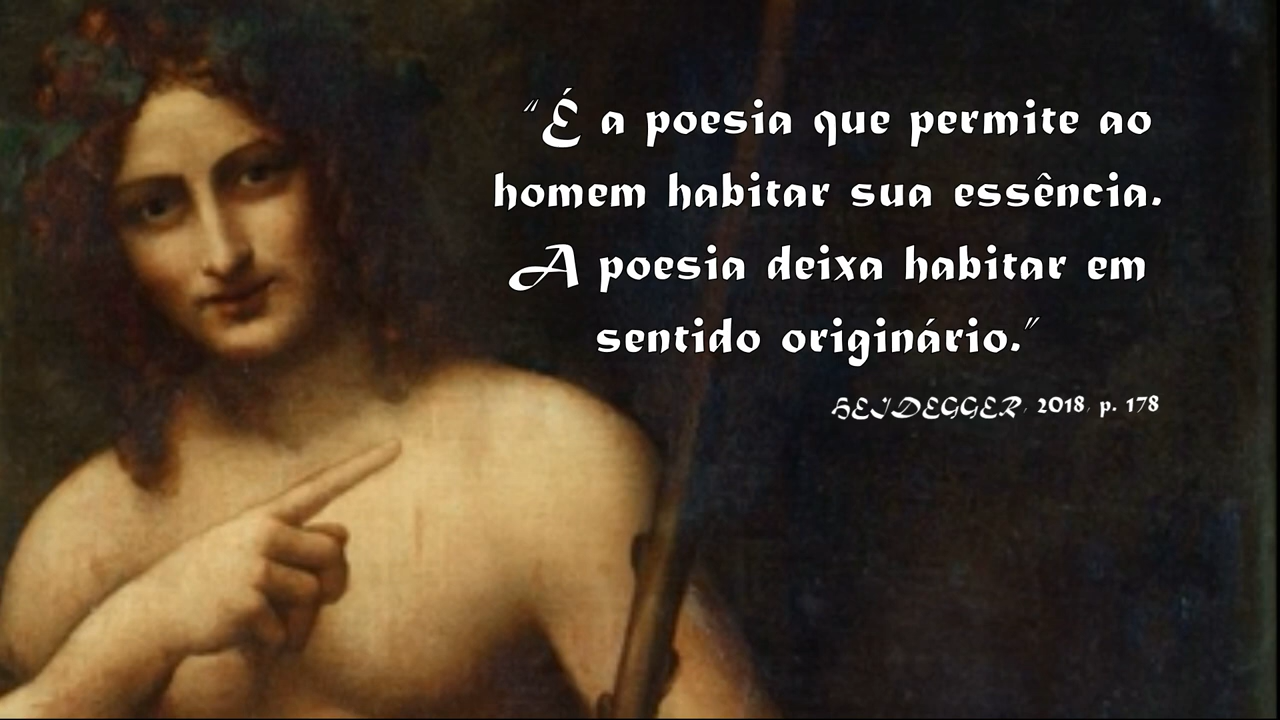 “É a poesia que permite ao
homem habitar sua essência.
A poesia deixa habitar em
sentido originário.”
HEIDEGGER, 2018, p. 178